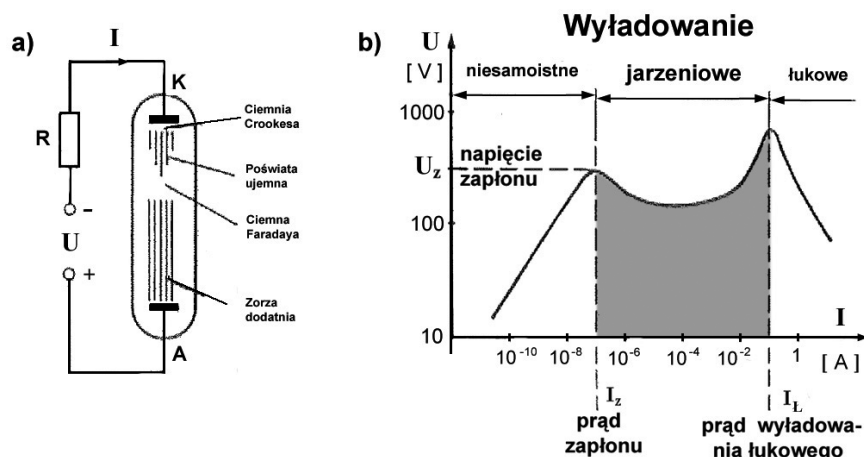 a)
I
K
R
-
U
+
A
Ciemnia
Crookesa
Poświata
ujemna
Ciemna
Faradaya
Zorza
dodatnia
b)
Wyładowanie
U
[ V ]
niesamoistne
jarzeniowe
łukowe
1000
U_z
napięcie
zapłonu
100
10
10^-10 10^-8 10^-6 10^-4 10^-2 1
I
[ A ]
I_z
prąd
zapłonu
I_Ł
prąd wyładowa-
nia łukowego